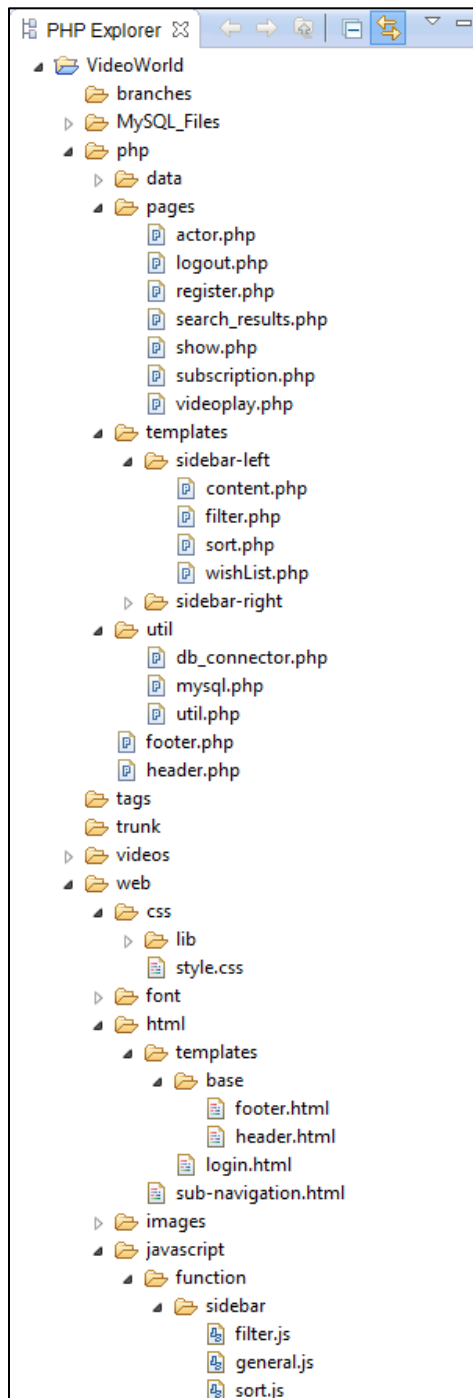 PHP Explorer
VideoWorld
branches
MySQL_Files
php
data
pages
actor.php
logout.php
register.php
search_results.php
show.php
subscription.php
videoplay.php
templates
sidebar-left
content.php
filter.php
sort.php
wishList.php
sidebar-right
util
db_connector.php
mysql.php
util.php
footer.php
header.php
tags
trunk
videos
web
css
lib
style.css
font
html
templates
base
footer.html
header.html
login.html
sub-navigation.html
images
javascript
function
sidebar
filter.js
general.js
sort.js